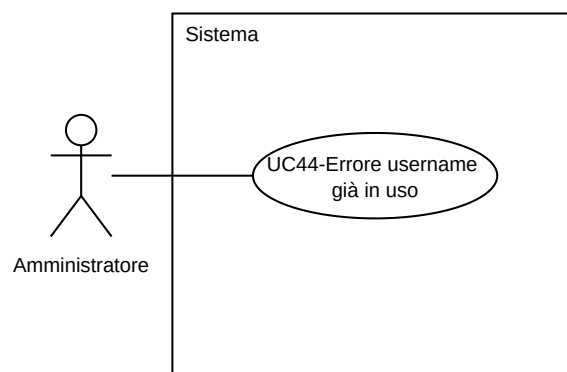 Sistema
UC44-Errore username
già in uso
Amministratore